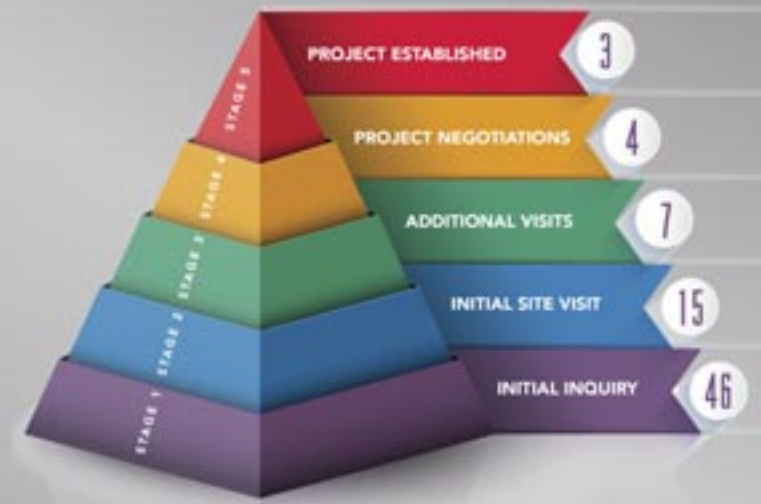 STAGE 5
PROJECT ESTABLISHED
3
STAGE 4
PROJECT NEGOTIATIONS
4
STAGE 3
ADDITIONAL VISITS
7
STAGE 2
INITIAL SITE VISIT
15
STAGE 1
INITIAL INQUIRY
46